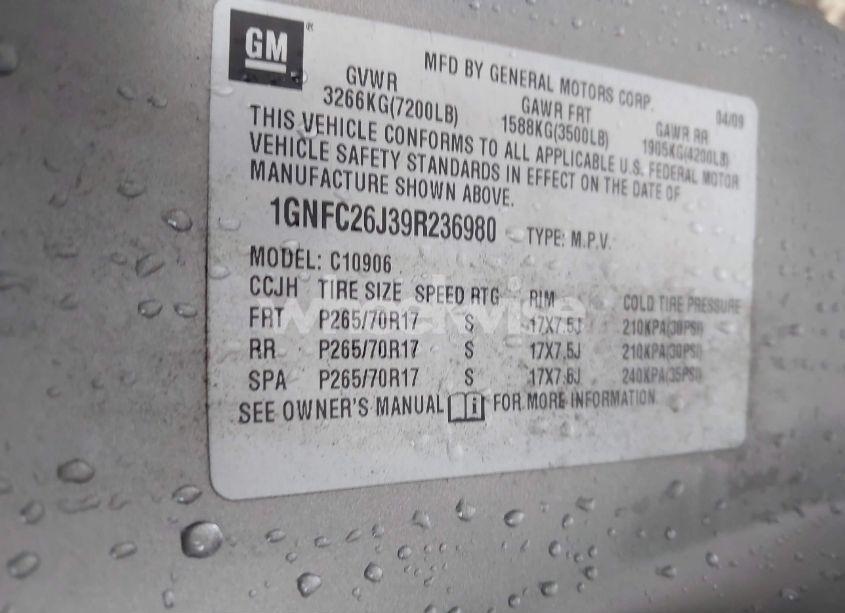 GM ®
MFD BY GENERAL MOTORS CORP. 04/09
GVWR GAWR FRT GAWR RR
3266KG(7200LB) 1588KG(3500LB) 1905KG(4200LB)
THIS VEHICLE CONFORMS TO ALL APPLICABLE U.S. FEDERAL MOTOR
VEHICLE SAFETY STANDARDS IN EFFECT ON THE DATE OF
MANUFACTURE SHOWN ABOVE.
1GNFC26J39R236980 TYPE: M.P.V.
MODEL: C10906
CCJH TIRE SIZE SPEED RTG RIM COLD TIRE PRESSURE
FRT P265/70R17 S 17X7.5J 210KPA(30PSI)
RR P265/70R17 S 17X7.5J 210KPA(30PSI)
SPA P265/70R17 S 17X7.5J 240KPA(35PSI)
SEE OWNER'S MANUAL i FOR MORE INFORMATION